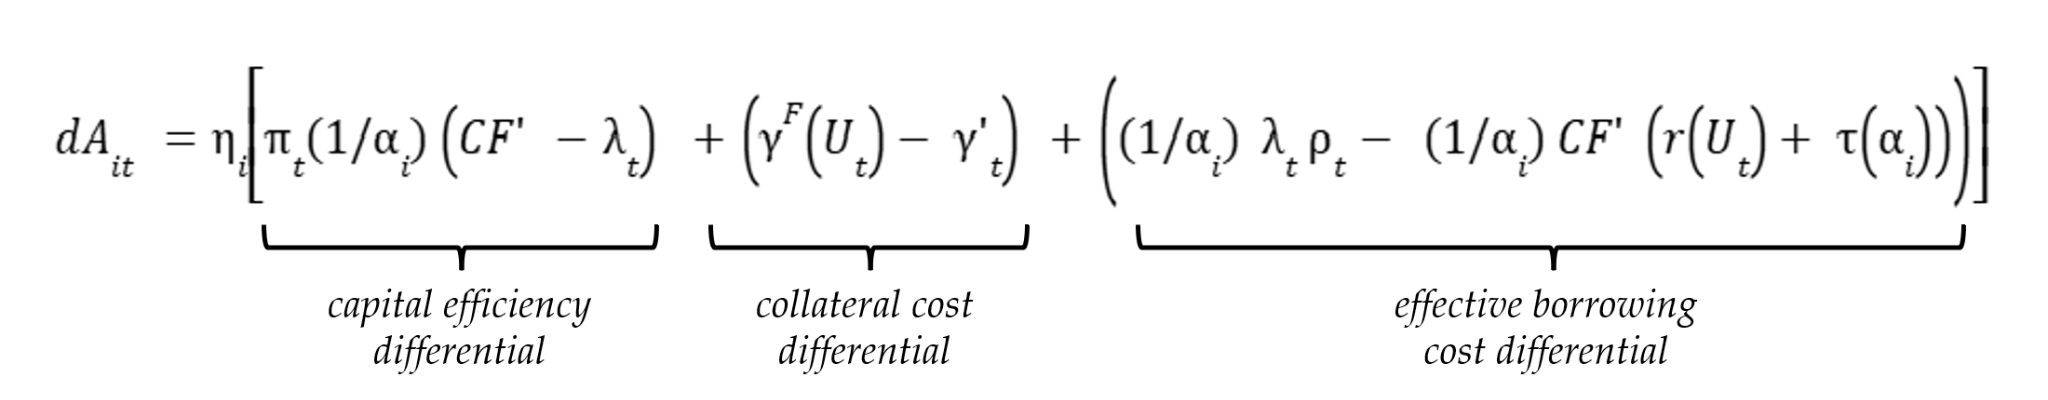 dA_it = η_i[π_t(1/α_i)(CF' − λ_t) + (γ^F(U_t) − γ'_t) + ((1/α_i) λ_t ρ_t − (1/α_i) CF' (r(U_t) + τ(α_i)))]
capital efficiency collateral cost effective borrowing
differential differential cost differential